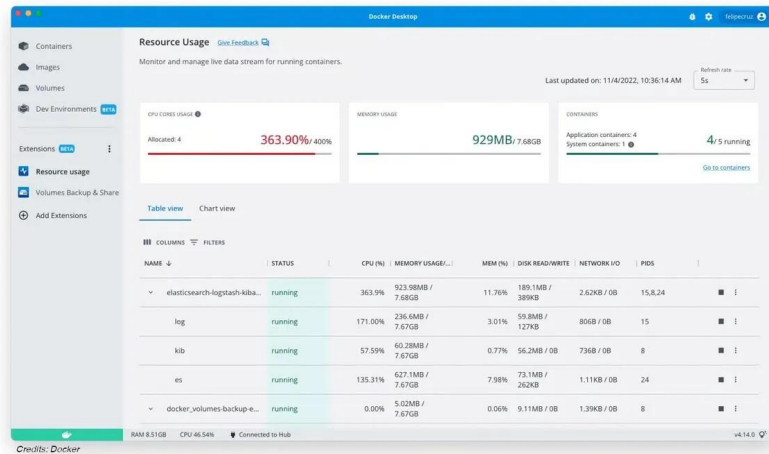 Docker Desktop
felipecruz
Containers
Images
Volumes
Dev Environments BETA
Extensions BETA
Resource usage
Volumes Backup & Share
Add Extensions
Resource Usage Give Feedback
Monitor and manage live data stream for running containers.
Last updated on: 11/4/2022, 10:36:14 AM
Refresh rate
5s
CPU CORES USAGE
Allocated: 4
363.90% / 400%
MEMORY USAGE
929MB / 7.68GB
CONTAINERS
Application containers: 4
System containers: 1
4 / 5 running
Go to containers
Table view Chart view
COLUMNS FILTERS
NAME STATUS CPU (%) MEMORY USAGE/... MEM (%) DISK READ/WRITE NETWORK I/O PIDS
elasticsearch-logstash-kiba... running 363.9% 923.98MB / 7.68GB 11.76% 189.1MB / 389KB 2.62KB / 0B 15,8,24
log running 171.00% 236.6MB / 7.67GB 3.01% 59.8MB / 127KB 806B / 0B 15
kib running 57.59% 60.28MB / 7.67GB 0.77% 56.2MB / 0B 736B / 0B 8
es running 135.31% 627.1MB / 7.67GB 7.98% 73.1MB / 262KB 1.11KB / 0B 24
docker_volumes-backup-e... running 0.00% 5.02MB / 7.67GB 0.06% 9.11MB / 0B 1.39KB / 0B 8
RAM 8.51GB CPU 46.54% Connected to Hub
v4.14.0
Credits: Docker